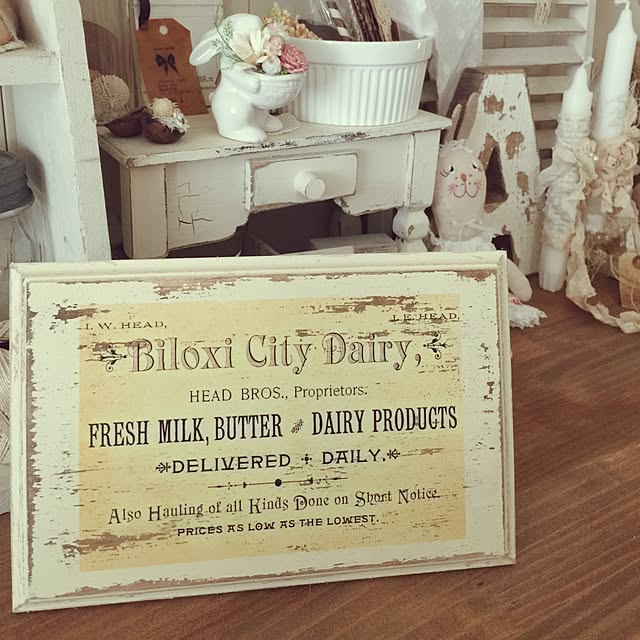 I. W. HEAD,
J. E. HEAD.
Biloxi City Dairy,
HEAD BROS., Proprietors.
FRESH MILK, BUTTER and DAIRY PRODUCTS
DELIVERED DAILY.
Also Hauling of all Kinds Done on Short Notice.
PRICES AS LOW AS THE LOWEST.
A